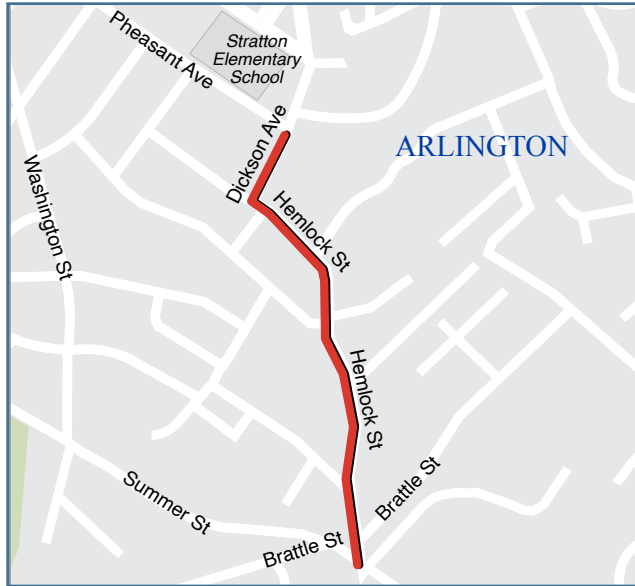 Pheasant Ave
Stratton
Elementary
School
Dickson Ave
ARLINGTON
Washington St
Hemlock St
Hemlock St
Summer St
Brattle St
Brattle St